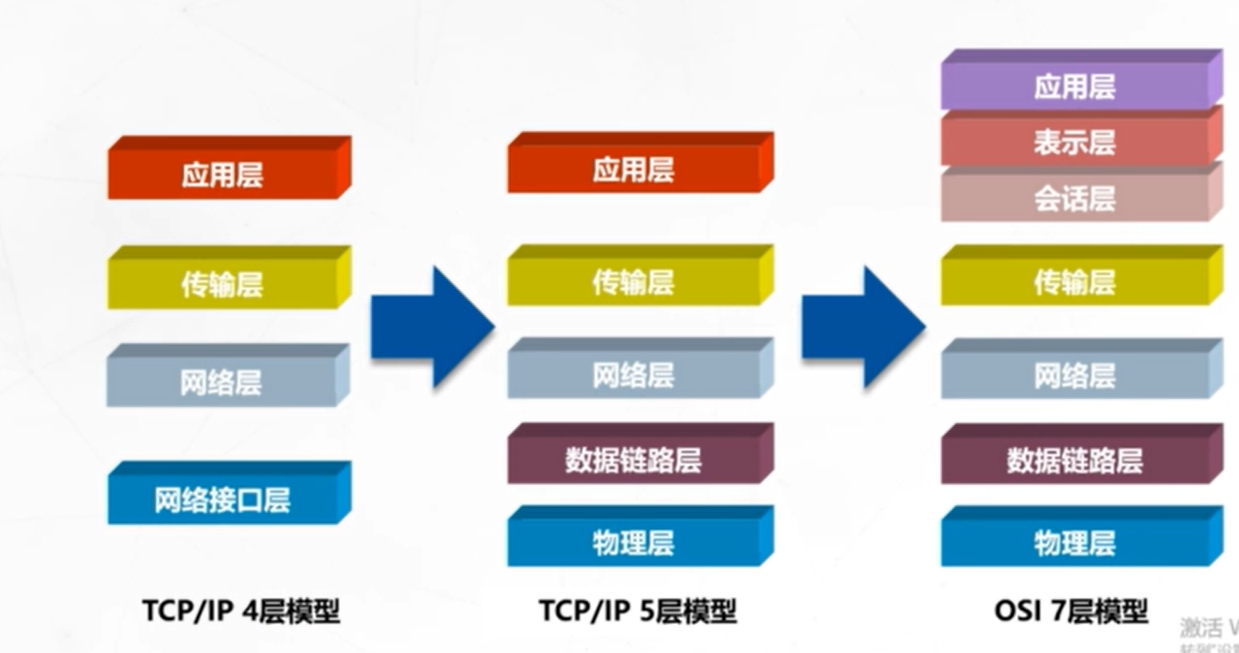 应用层
传输层
网络层
网络接口层
TCP/IP 4层模型
应用层
传输层
网络层
数据链路层
物理层
TCP/IP 5层模型
应用层
表示层
会话层
传输层
网络层
数据链路层
物理层
OSI 7层模型
激活